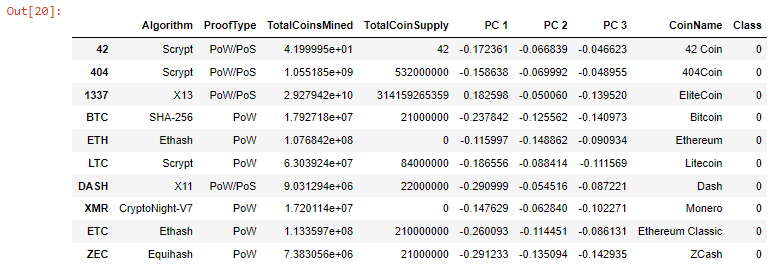 Out[20]:
Algorithm ProofType TotalCoinsMined TotalCoinSupply PC 1 PC 2 PC 3 CoinName Class
42 Scrypt PoW/PoS 4.199995e+01 42 -0.172361 -0.066839 -0.046623 42 Coin 0
404 Scrypt PoW/PoS 1.055185e+09 532000000 -0.158638 -0.069992 -0.048955 404Coin 0
1337 X13 PoW/PoS 2.927942e+10 314159265359 0.182598 -0.050060 -0.139520 EliteCoin 0
BTC SHA-256 PoW 1.792718e+07 21000000 -0.237842 -0.125562 -0.140973 Bitcoin 0
ETH Ethash PoW 1.076842e+08 0 -0.115997 -0.148862 -0.090934 Ethereum 0
LTC Scrypt PoW 6.303924e+07 84000000 -0.186556 -0.088414 -0.111569 Litecoin 0
DASH X11 PoW/PoS 9.031294e+06 22000000 -0.290999 -0.054516 -0.087221 Dash 0
XMR CryptoNight-V7 PoW 1.720114e+07 0 -0.147629 -0.062840 -0.102271 Monero 0
ETC Ethash PoW 1.133597e+08 210000000 -0.260093 -0.114451 -0.086131 Ethereum Classic 0
ZEC Equihash PoW 7.383056e+06 21000000 -0.291233 -0.135094 -0.142935 ZCash 0